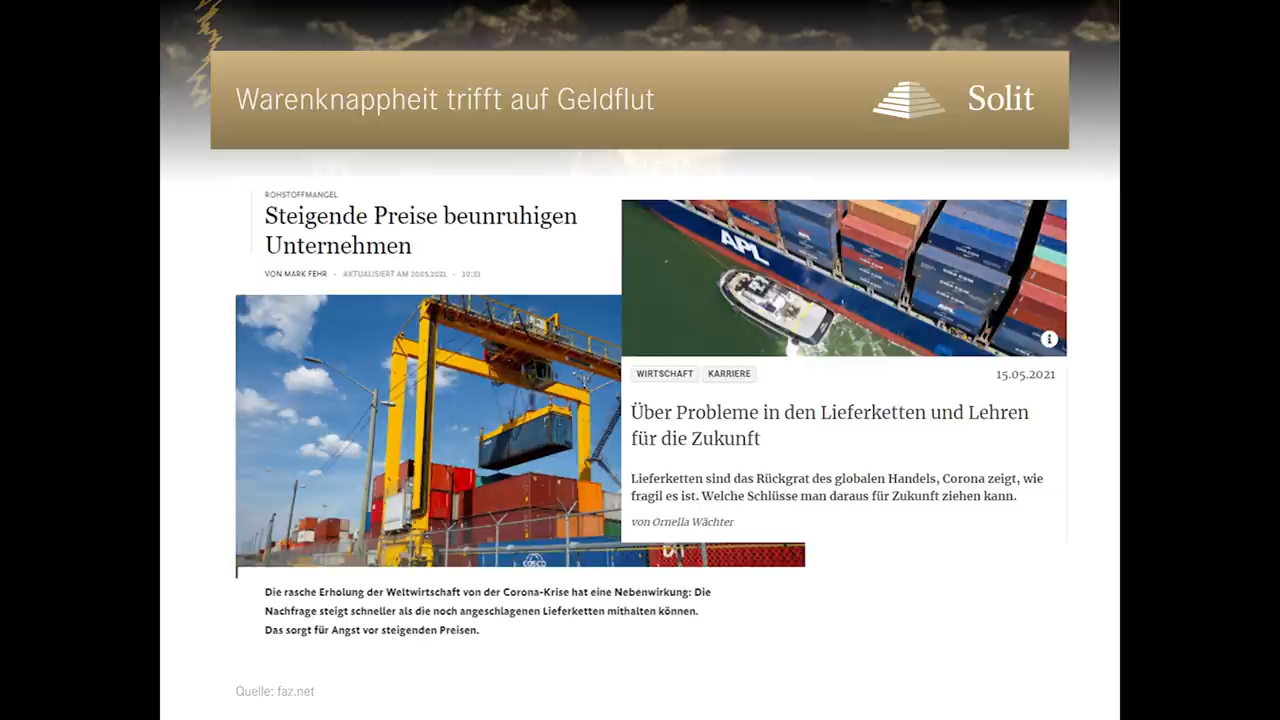 Warenknappheit trifft auf Geldflut
Solit
ROHSTOFFMANGEL
Steigende Preise beunruhigen
Unternehmen
VON MARK FEHR - AKTUALISIERT AM 20.05.2021 - 10:33
APL
WIRTSCHAFT KARRIERE
15.05.2021
Über Probleme in den Lieferketten und Lehren
für die Zukunft
Lieferketten sind das Rückgrat des globalen Handels, Corona zeigt, wie
fragil es ist. Welche Schlüsse man daraus für Zukunft ziehen kann.
von Ornella Wächter
COSCO
Die rasche Erholung der Weltwirtschaft von der Corona-Krise hat eine Nebenwirkung: Die
Nachfrage steigt schneller als die noch angeschlagenen Lieferketten mithalten können.
Das sorgt für Angst vor steigenden Preisen.
Quelle: faz.net